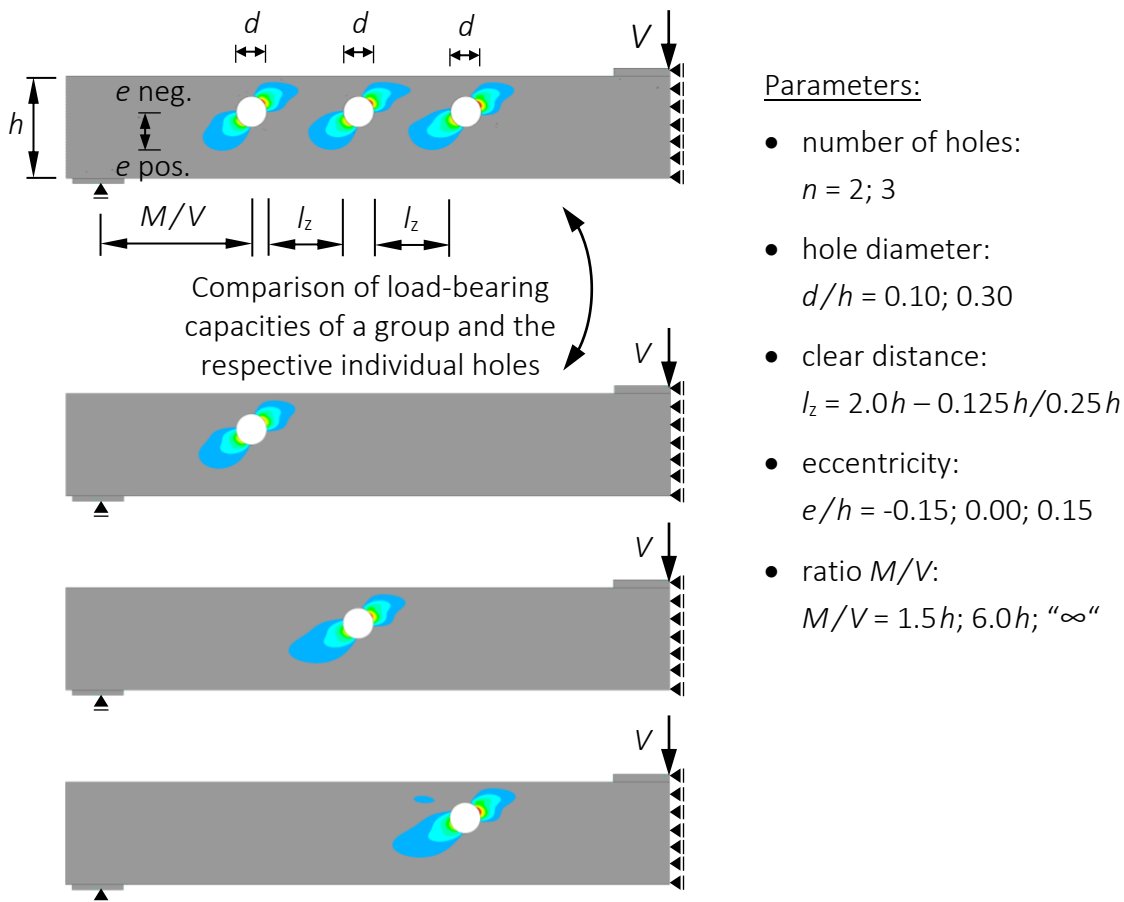 d d d
V
e neg.
h
e pos.
M/V lz lz
Comparison of load-bearing
capacities of a group and the
respective individual holes
V
V
V
Parameters:
• number of holes:
n = 2; 3
• hole diameter:
d/h = 0.10; 0.30
• clear distance:
lz = 2.0h – 0.125h/0.25h
• eccentricity:
e/h = -0.15; 0.00; 0.15
• ratio M/V:
M/V = 1.5h; 6.0h; “∞“